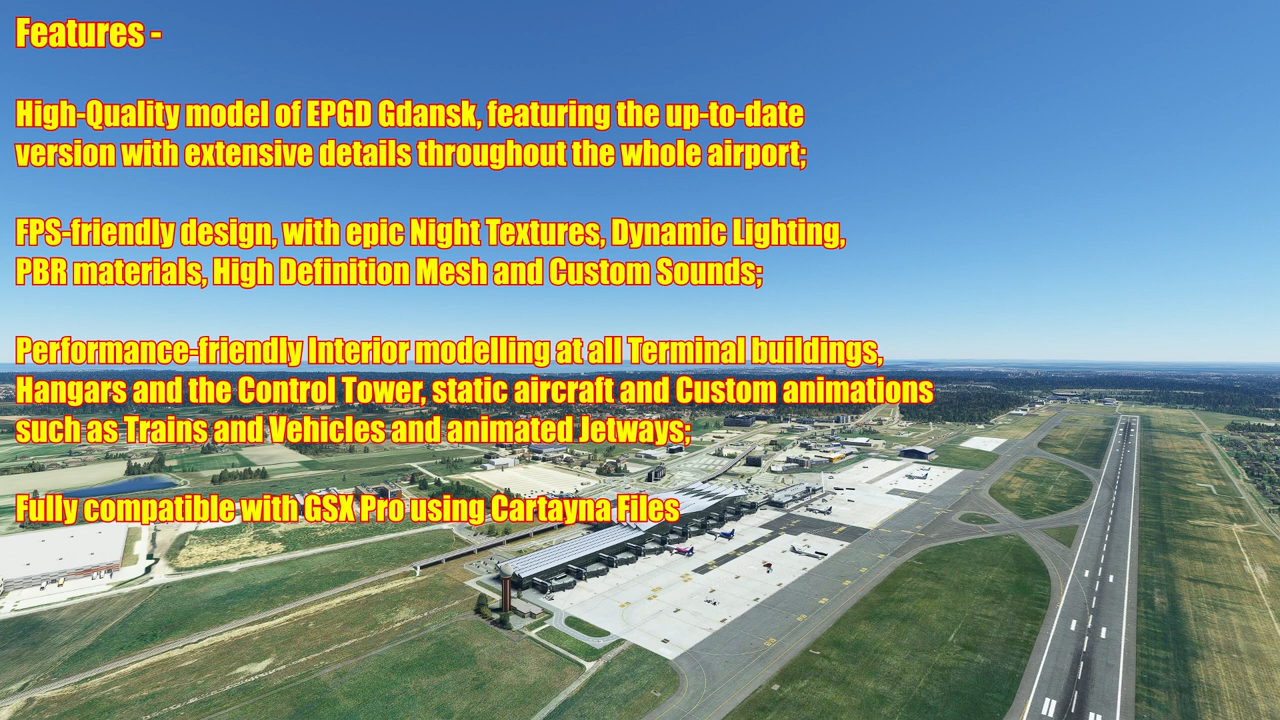 Features -
High-Quality model of EPGD Gdansk, featuring the up-to-date
version with extensive details throughout the whole airport;
FPS-friendly design, with epic Night Textures, Dynamic Lighting,
PBR materials, High Definition Mesh and Custom Sounds;
Performance-friendly Interior modelling at all Terminal buildings,
Hangars and the Control Tower, static aircraft and Custom animations
such as Trains and Vehicles and animated Jetways;
Fully compatible with GSX Pro using Cartayna Files